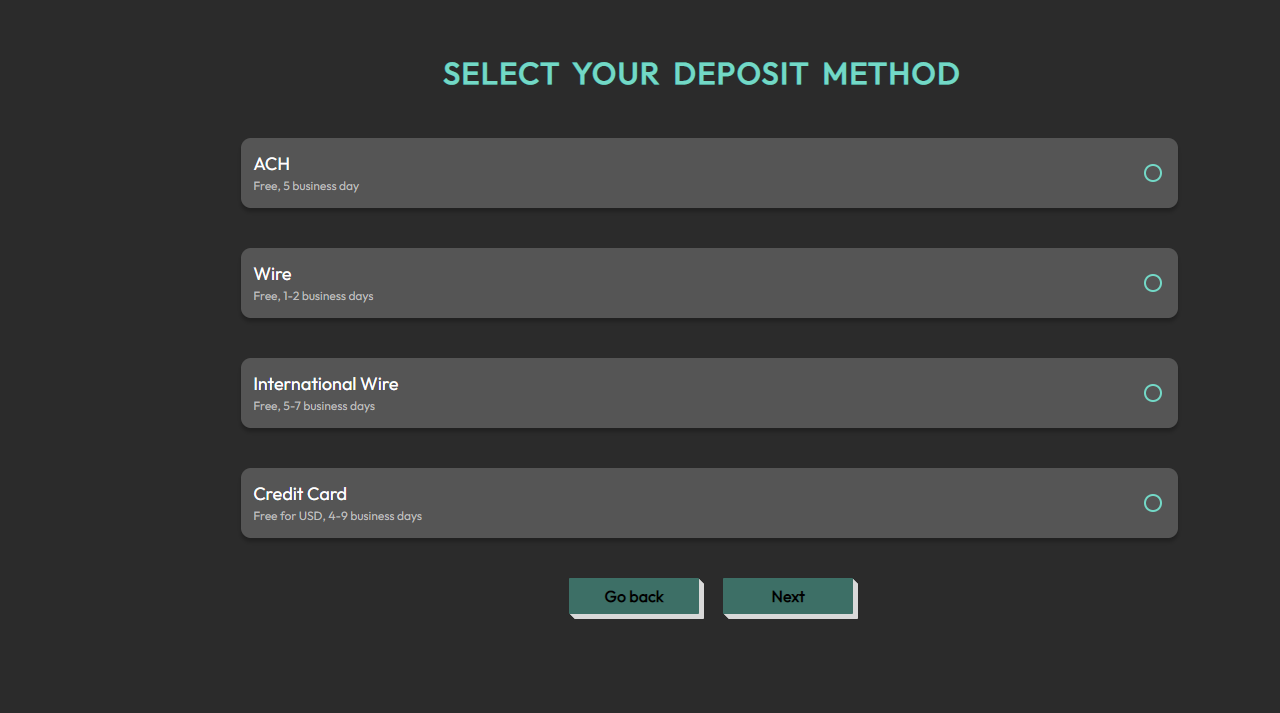 SELECT YOUR DEPOSIT METHOD
ACH
Free, 5 business day
Wire
Free, 1-2 business days
International Wire
Free, 5-7 business days
Credit Card
Free for USD, 4-9 business days
Go back
Next